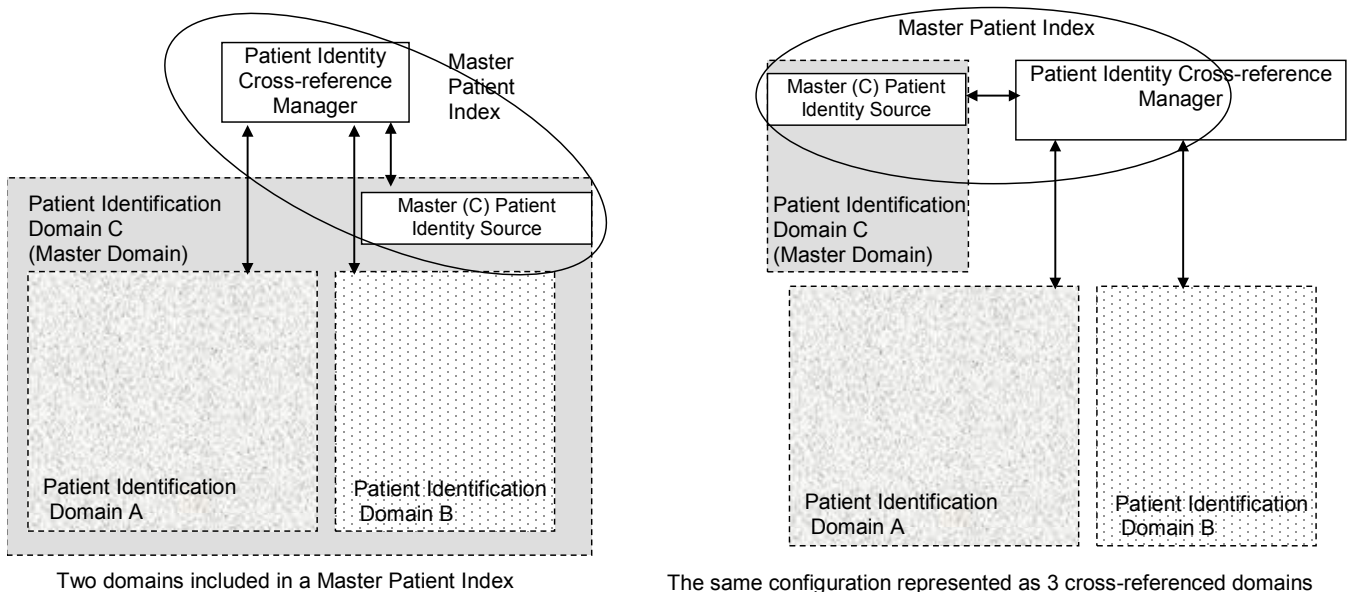 Patient Identity
Cross-reference
Manager
Master
Patient
Index
Patient Identification
Domain C
(Master Domain)
Master (C) Patient
Identity Source
Patient Identification
Domain A
Patient Identification
Domain B
Two domains included in a Master Patient Index
Master Patient Index
Master (C) Patient
Identity Source
Patient Identity Cross-reference
Manager
Patient Identification
Domain C
(Master Domain)
Patient Identification
Domain A
Patient Identification
Domain B
The same configuration represented as 3 cross-referenced domains